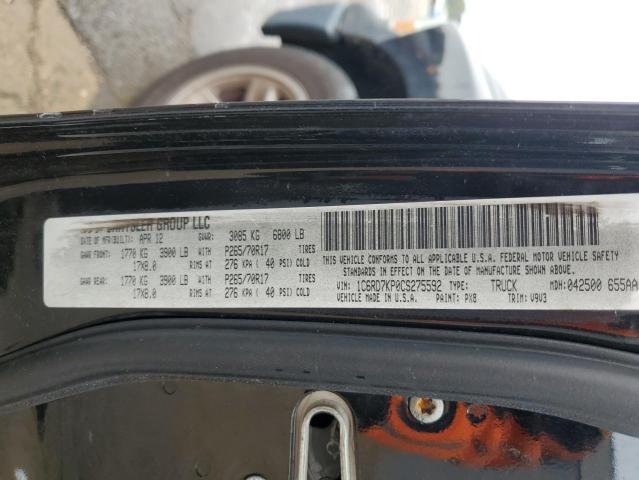 CHRYSLER GROUP LLC
DATE OF MFR(BUILT): APR 12 GVWR: 3085 KG 6800 LB
GAWR FRONT: 1770 KG 3900 LB P265/70R17 TIRES
17X8.0 RIMS AT 276 KPA ( 40 PSI) COLD
GAWR REAR: 1770 KG 3900 LB P265/70R17 TIRES
17X8.0 RIMS AT 276 KPA ( 40 PSI) COLD
THIS VEHICLE CONFORMS TO ALL APPLICABLE U.S.A. FEDERAL MOTOR VEHICLE SAFETY
STANDARDS IN EFFECT ON THE DATE OF MANUFACTURE SHOWN ABOVE.
VIN: 1C6RD7KP0CS275592 TYPE: TRUCK MDH: 042500 655AA
VEHICLE MADE IN U.S.A. PAINT: PX8 TRIM: V9V3